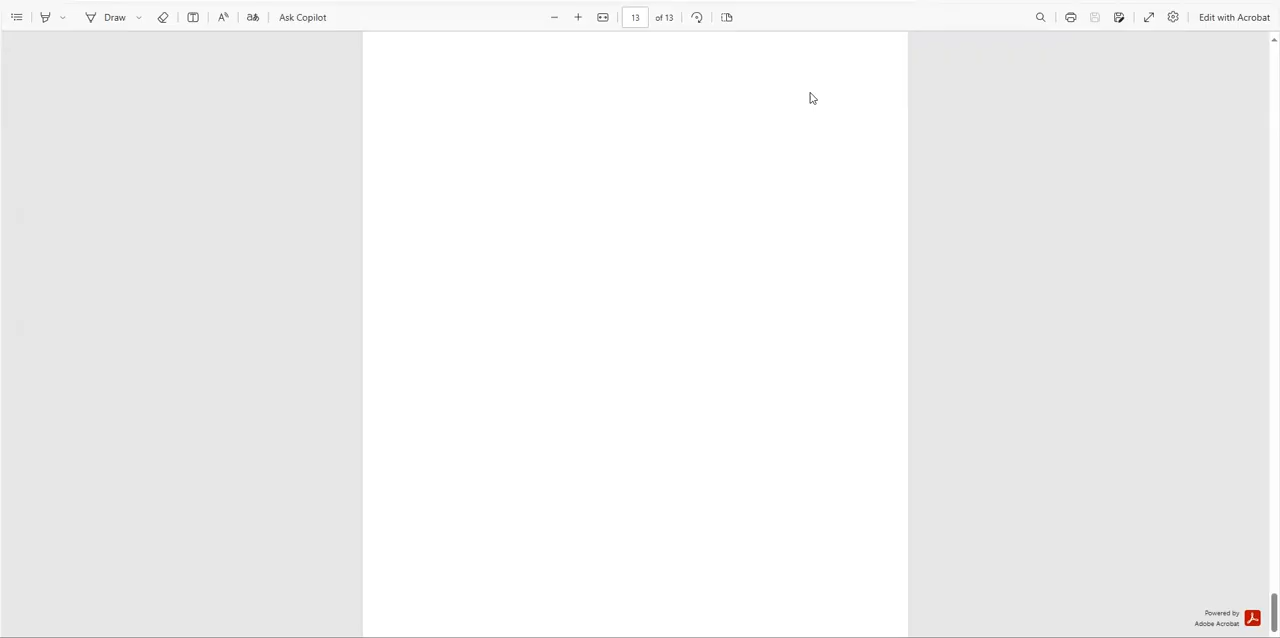 Draw
Ask Copilot
13
of 13
Edit with Acrobat
Powered by
Adobe Acrobat